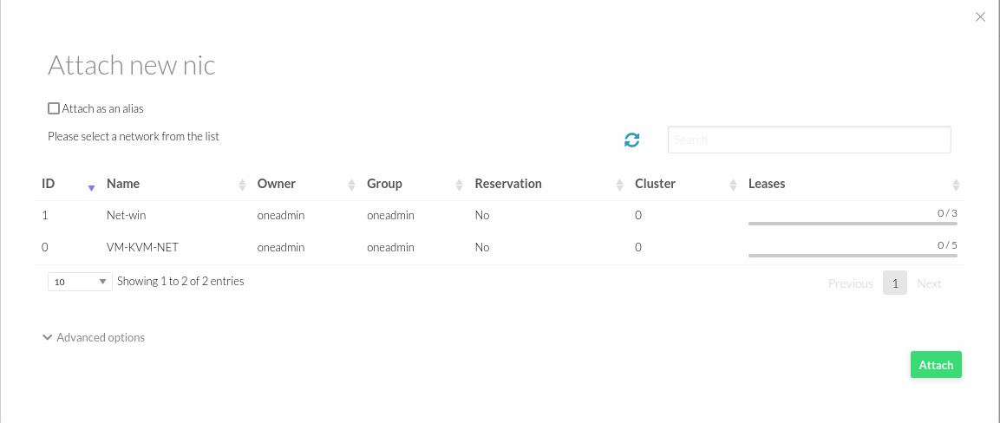 Attach new nic
Attach as an alias
Please select a network from the list
Search
ID Name Owner Group Reservation Cluster Leases
1 Net-win oneadmin oneadmin No 0 0 / 3
0 VM-KVM-NET oneadmin oneadmin No 0 0 / 5
10 Showing 1 to 2 of 2 entries Previous 1 Next
Advanced options
Attach